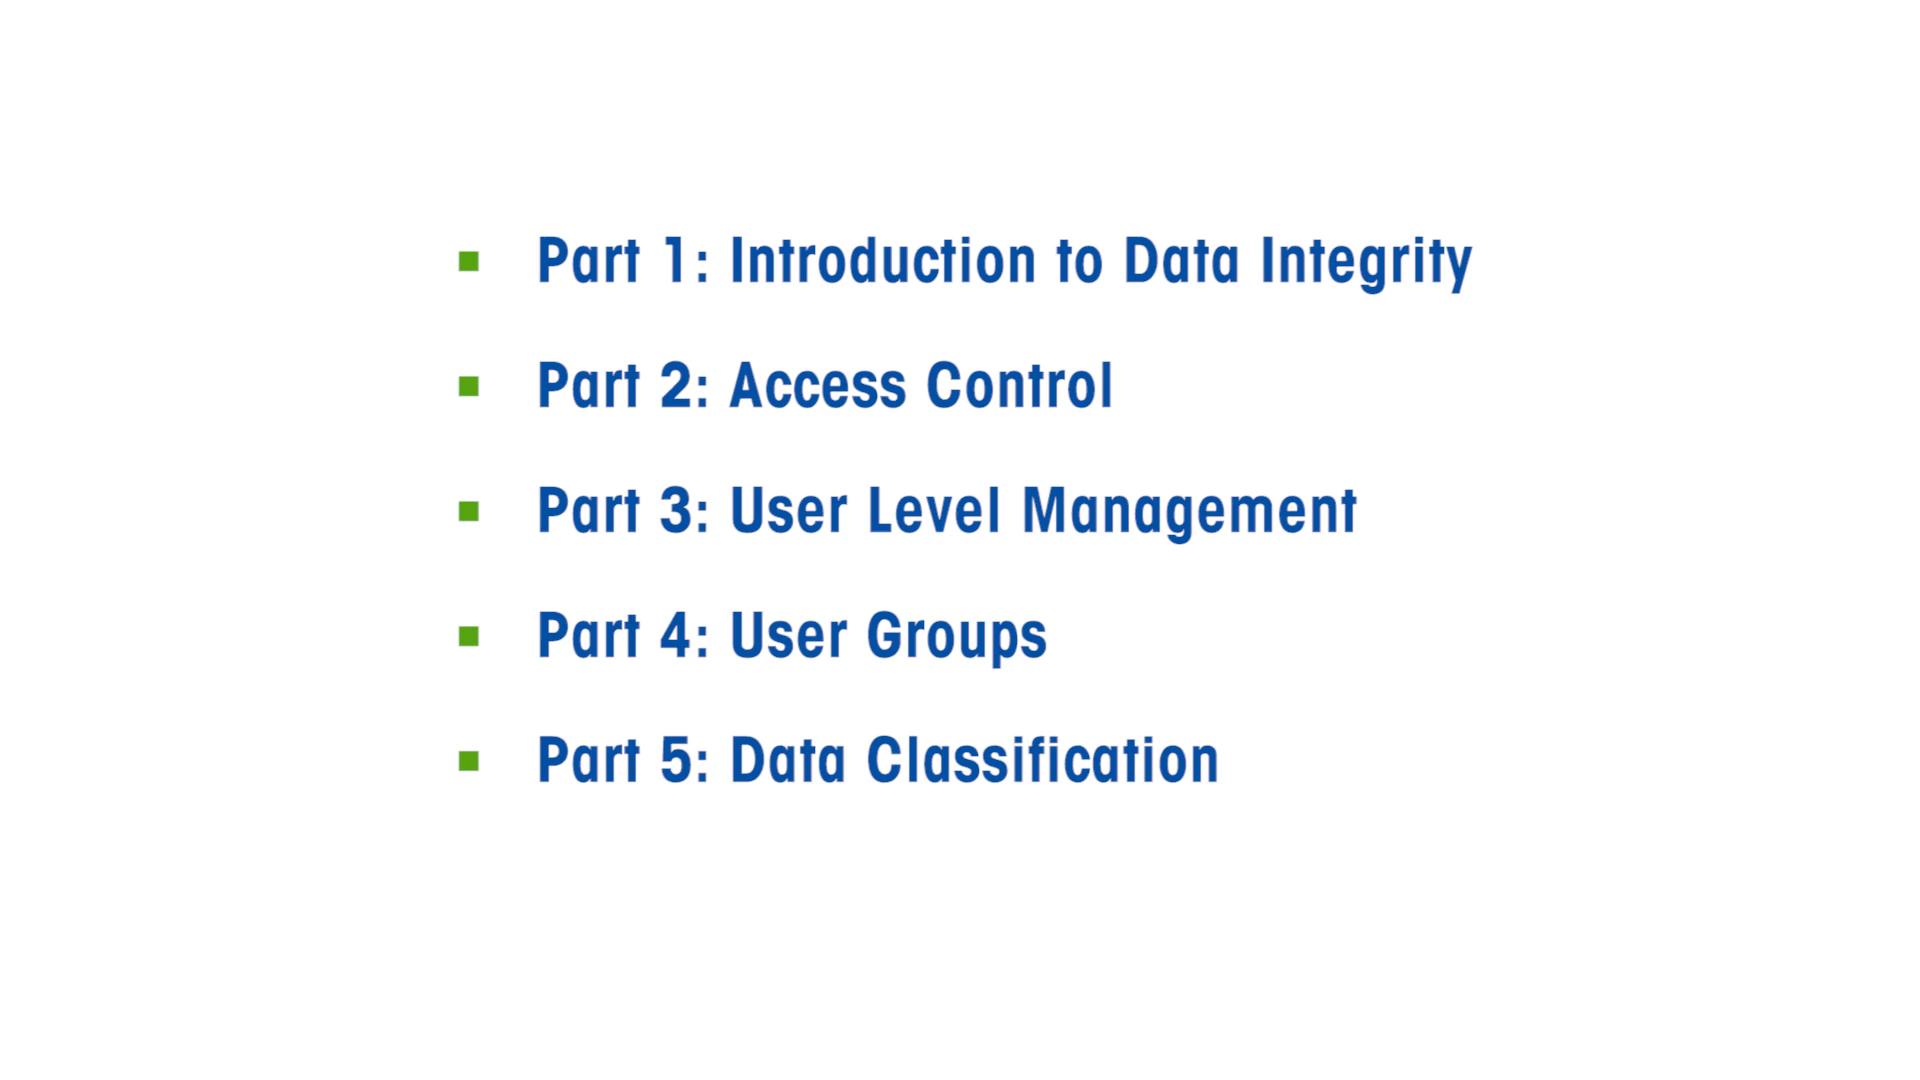 Part 1: Introduction to Data Integrity
Part 2: Access Control
Part 3: User Level Management
Part 4: User Groups
Part 5: Data Classification